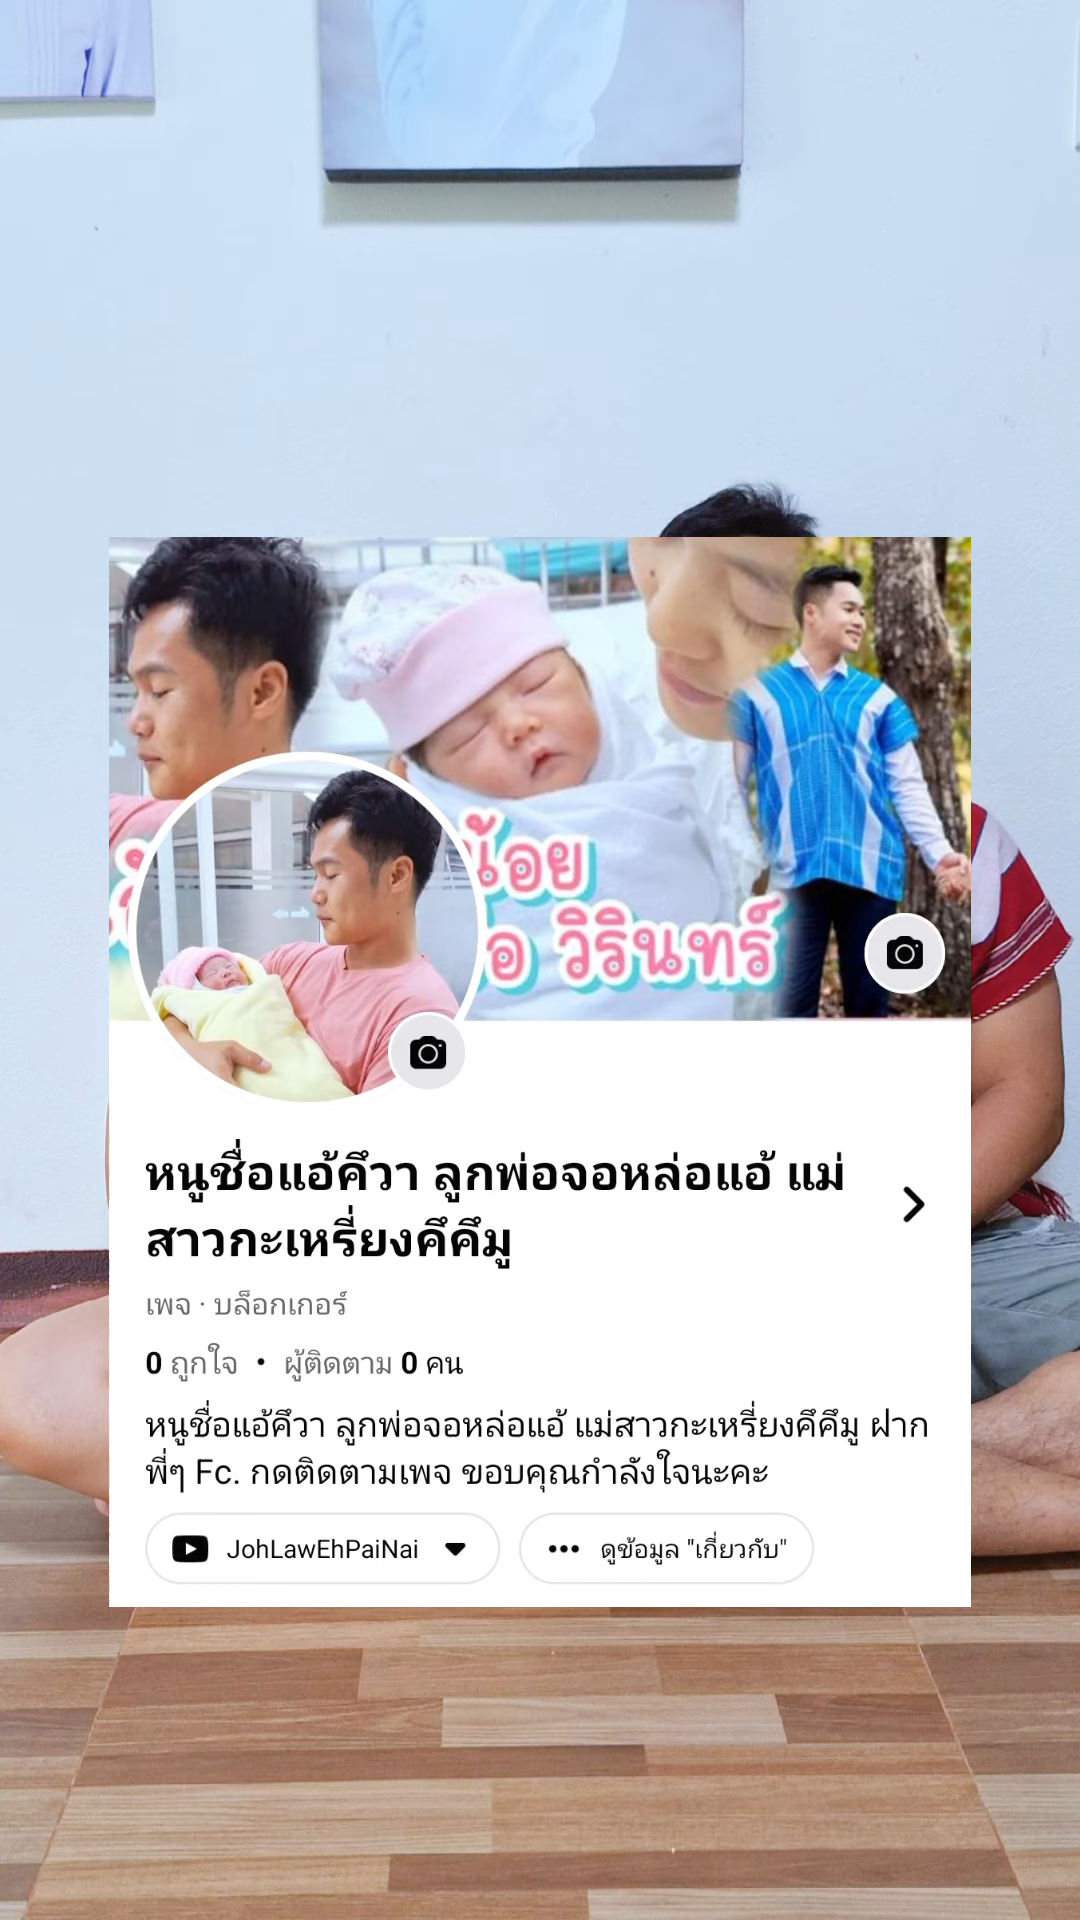 น้อย
อ วิรินทร์
หนูชื่อแอ้คึวา ลูกพ่อจอหล่อแอ้ แม่
สาวกะเหรี่ยงคึคึมู
เพจ · บล็อกเกอร์
0 ถูกใจ • ผู้ติดตาม 0 คน
หนูชื่อแอ้คึวา ลูกพ่อจอหล่อแอ้ แม่สาวกะเหรี่ยงคึคึมู ฝาก
พี่ๆ Fc. กดติดตามเพจ ขอบคุณกำลังใจนะคะ
JohLawEhPaiNai
ดูข้อมูล "เกี่ยวกับ"